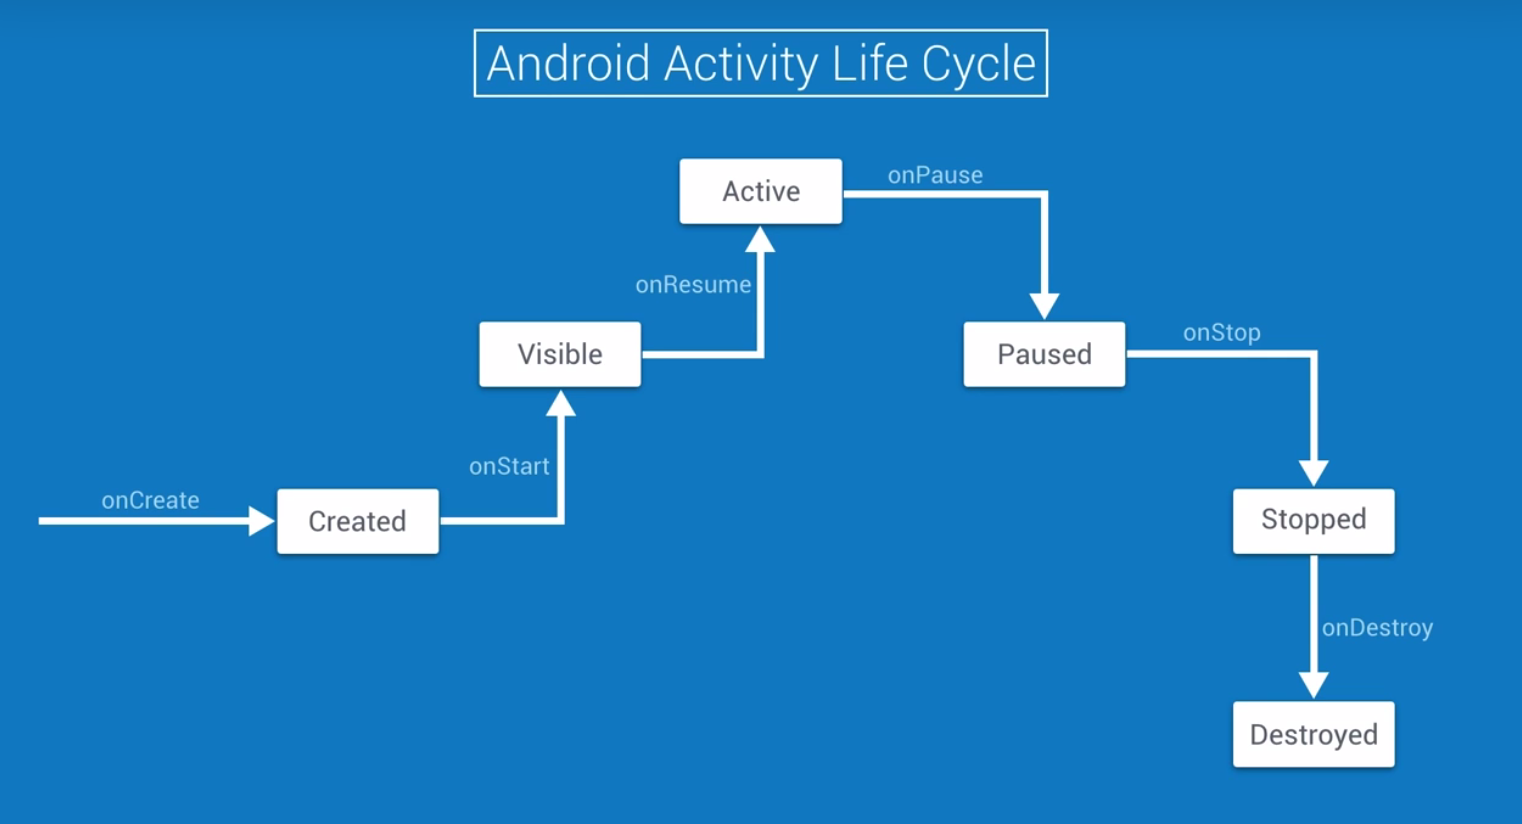 Android Activity Life Cycle
Active
onPause
onResume
Visible
Paused
onStop
onStart
onCreate
Created
Stopped
onDestroy
Destroyed